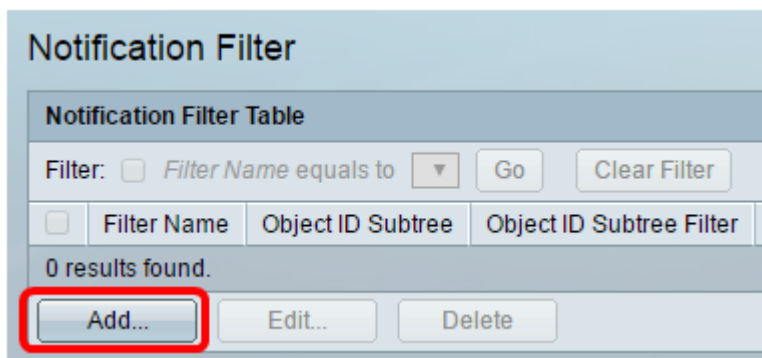 Notification Filter
Notification Filter Table
Filter: Filter Name equals to Go Clear Filter
Filter Name Object ID Subtree Object ID Subtree Filter
0 results found.
Add... Edit... Delete